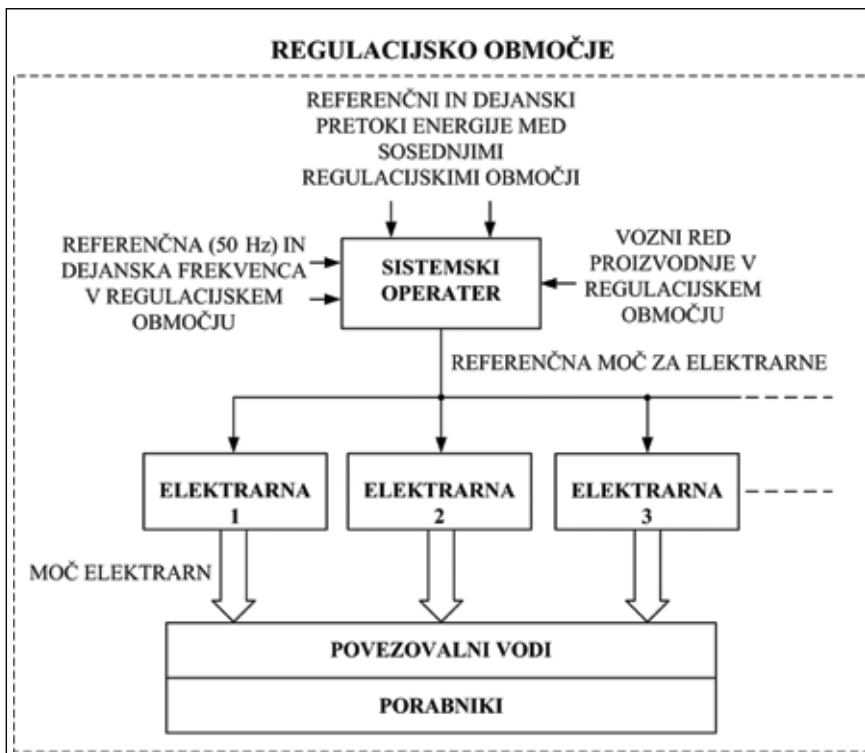 REGULACIJSKO OBMOČJE
REFERENČNI IN DEJANSKI
PRETOKI ENERGIJE MED
SOSEDNJIMI
REGULACIJSKIMI OBMOČJI
REFERENČNA (50 Hz) IN
DEJANSKA FREKVENCA
V REGULACIJSKEM
OBMOČJU
SISTEMSKI
OPERATER
VOZNI RED
PROIZVODNJE V
REGULACIJSKEM
OBMOČJU
REFERENČNA MOČ ZA ELEKTRARNE
ELEKTRARNA
1
ELEKTRARNA
2
ELEKTRARNA
3
MOČ ELEKTRARN
POVEZOVALNI VODI
PORABNIKI